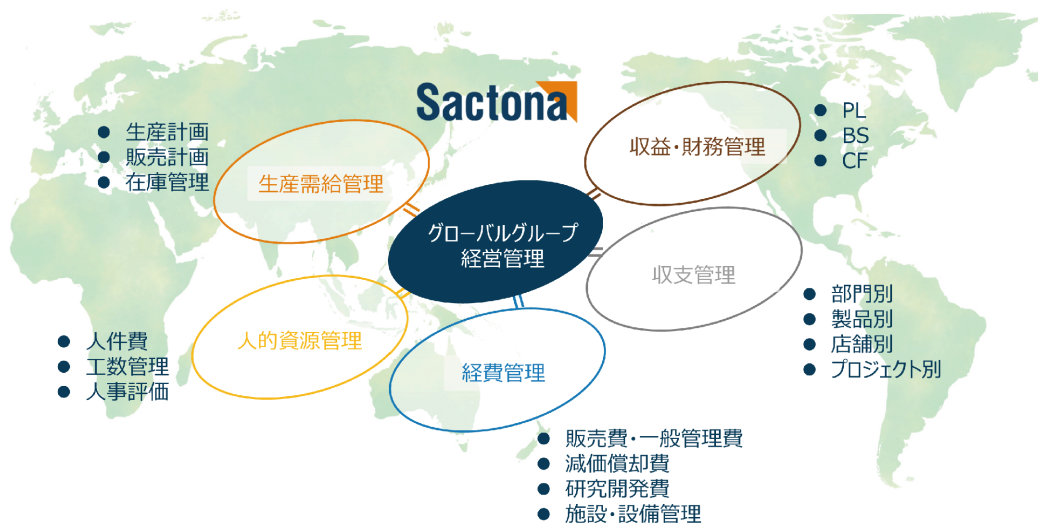 Sactona
● 生産計画
● 販売計画
● 在庫管理
生産需給管理
収益・財務管理
● PL
● BS
● CF
グローバルグループ
経営管理
収支管理
● 部門別
● 製品別
● 店舗別
● プロジェクト別
人的資源管理
● 人件費
● 工数管理
● 人事評価
経費管理
● 販売費・一般管理費
● 減価償却費
● 研究開発費
● 施設・設備管理